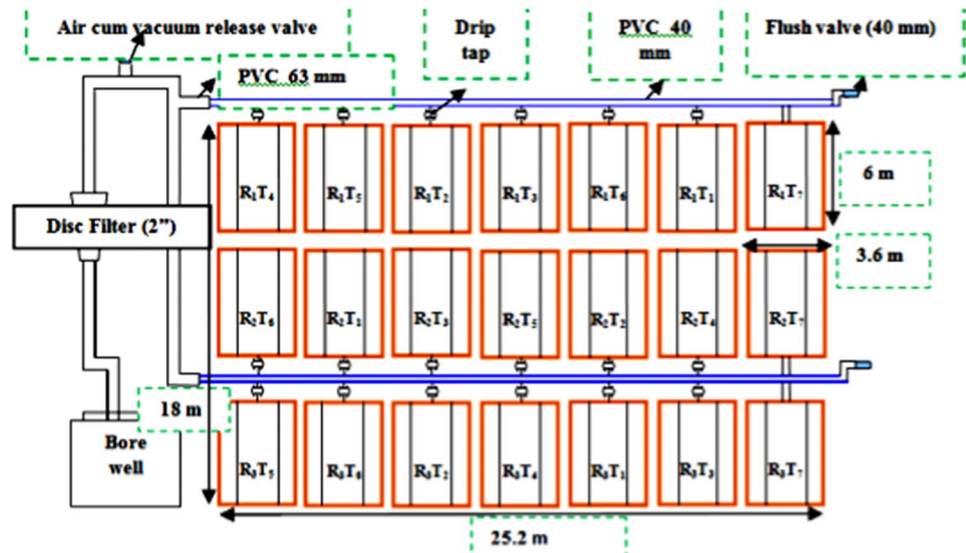 Air cum vacuum release valve
Drip
tap
PVC 40
mm
Flush valve (40 mm)
PVC 63 mm
R₁T₄
R₁T₅
R₁T₂
R₁T₃
R₁T₆
R₁T₁
R₁T₇
6 m
Disc Filter (2”)
3.6 m
R₂T₆
R₂T₁
R₂T₃
R₂T₅
R₂T₂
R₂T₄
R₂T₇
18 m
Bore
well
R₃T₅
R₃T₆
R₃T₂
R₃T₄
R₃T₁
R₃T₃
R₃T₇
25.2 m